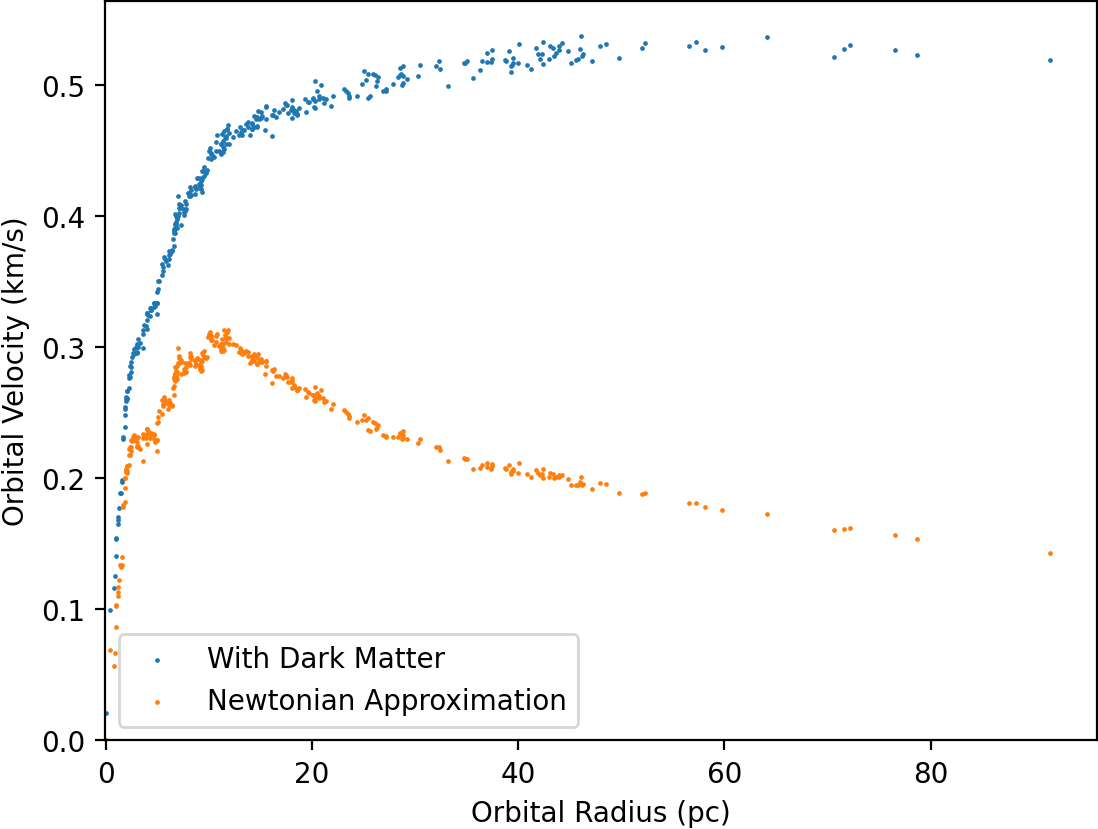 0.5
0.4
0.3
0.2
0.1
0.0
Orbital Velocity (km/s)
With Dark Matter
Newtonian Approximation
0 20 40 60 80
Orbital Radius (pc)